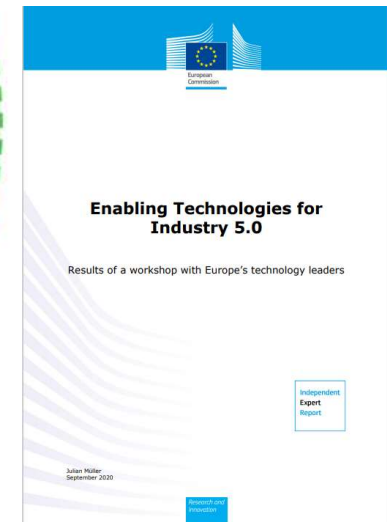 European
Commission
Enabling Technologies for
Industry 5.0
Results of a workshop with Europe's technology leaders
Independent
Expert
Report
Julian Müller
September 2020
Research and
Innovation